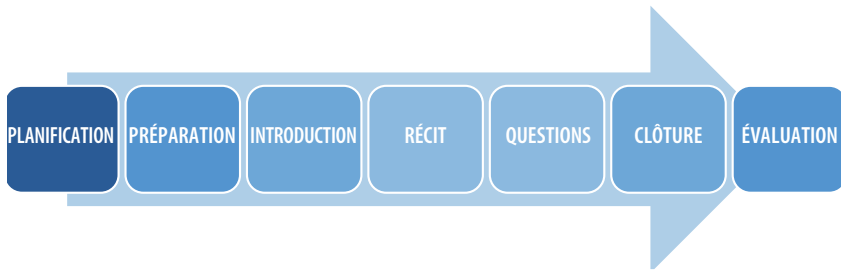 PLANIFICATION
PRÉPARATION
INTRODUCTION
RÉCIT
QUESTIONS
CLÔTURE
ÉVALUATION